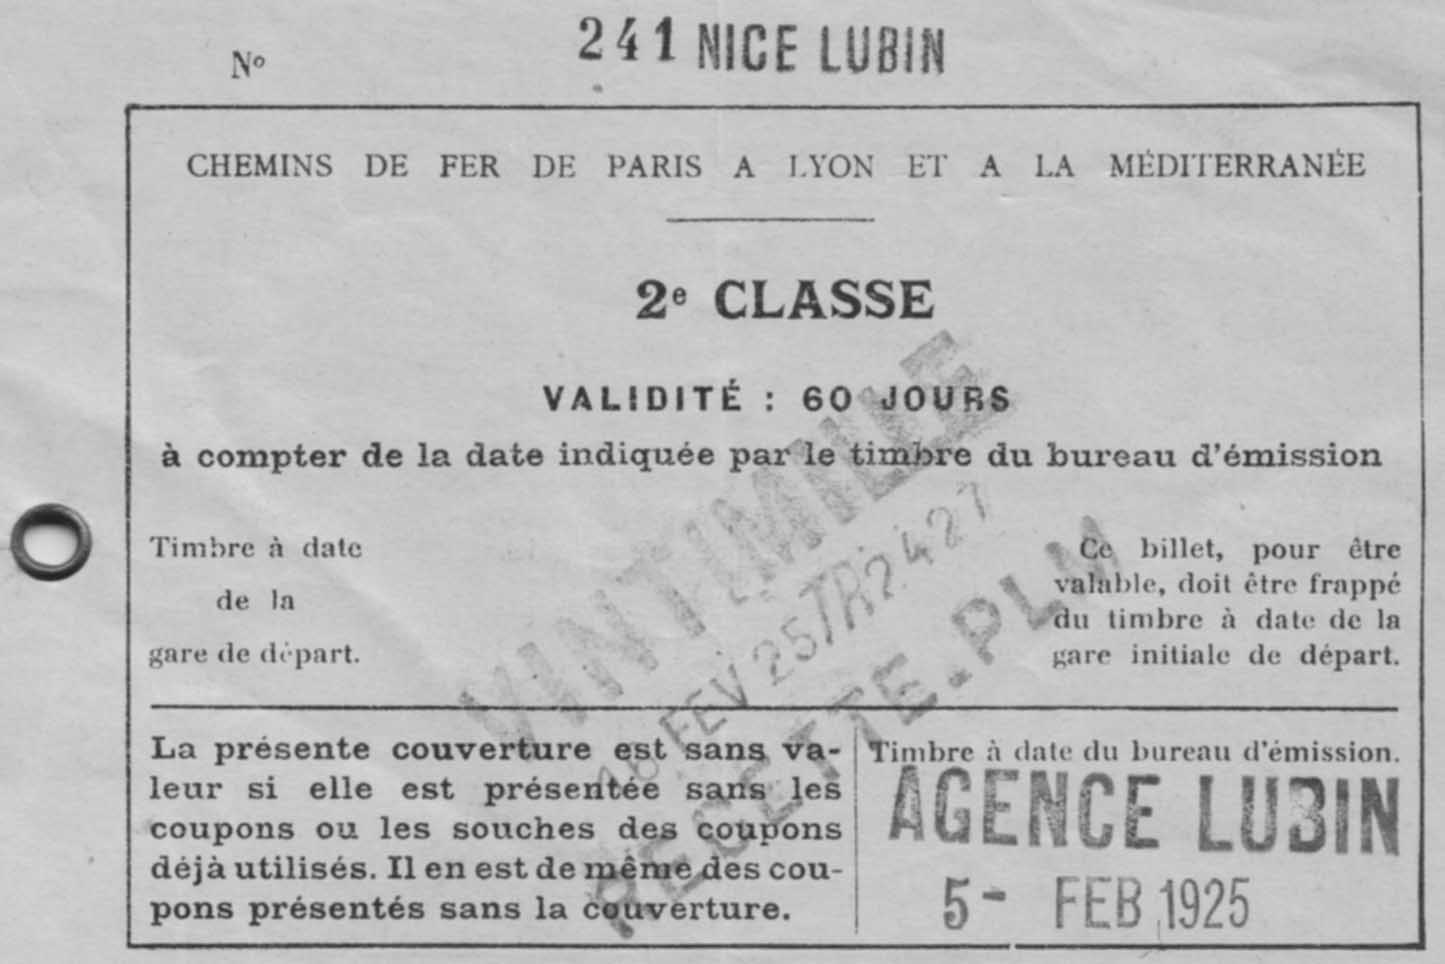 Nº 241 NICE LUBIN
CHEMINS DE FER DE PARIS A LYON ET A LA MÉDITERRANÉE
2e CLASSE
VALIDITÉ : 60 JOURS
à compter de la date indiquée par le timbre du bureau d'émission
Timbre à date
de la
gare de départ.
Ce billet, pour être
valable, doit être frappé
du timbre à date de la
gare initiale de départ.
VINTIMILLE
FEV 25 TR2427
RECETTE-PLM
La présente couverture est sans va-
leur si elle est présentée sans les
coupons ou les souches des coupons
déjà utilisés. Il en est de même des cou-
pons présentés sans la couverture.
Timbre à date du bureau d'émission.
AGENCE LUBIN
5- FEB 1925